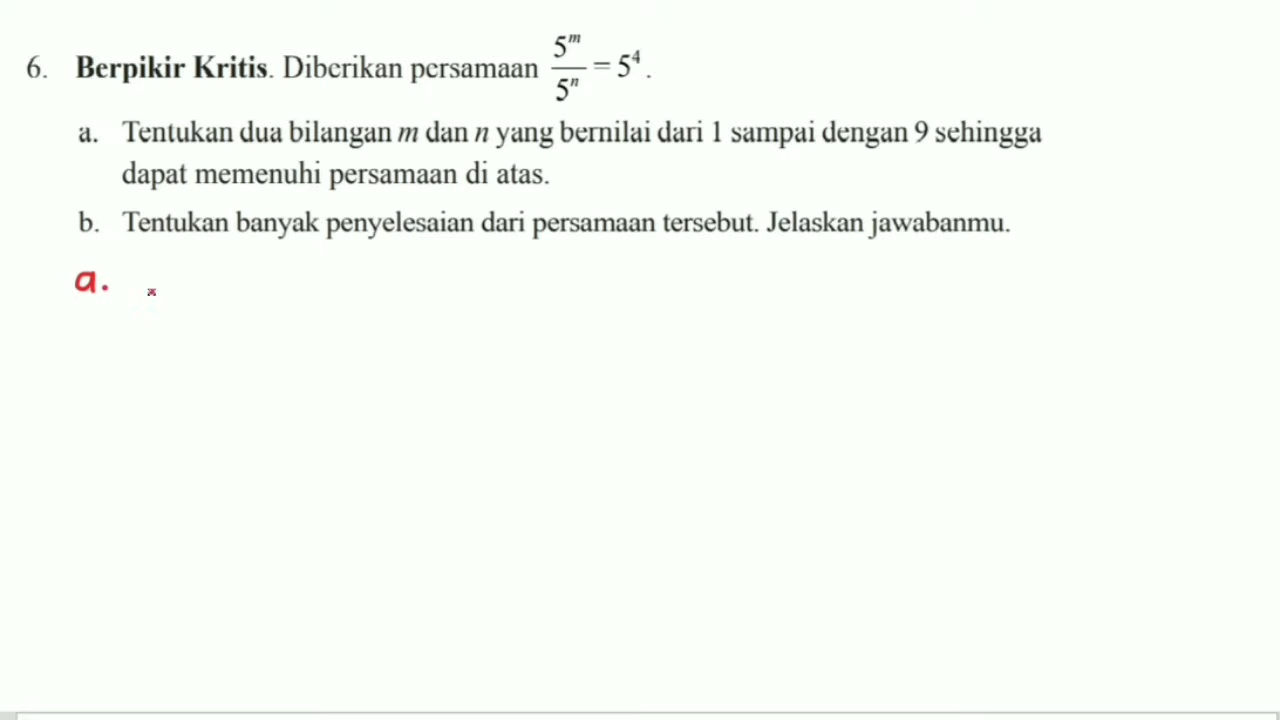 6. Berpikir Kritis. Diberikan persamaan 5^m/5^n = 5^4.
a. Tentukan dua bilangan m dan n yang bernilai dari 1 sampai dengan 9 sehingga
dapat memenuhi persamaan di atas.
b. Tentukan banyak penyelesaian dari persamaan tersebut. Jelaskan jawabanmu.
a.